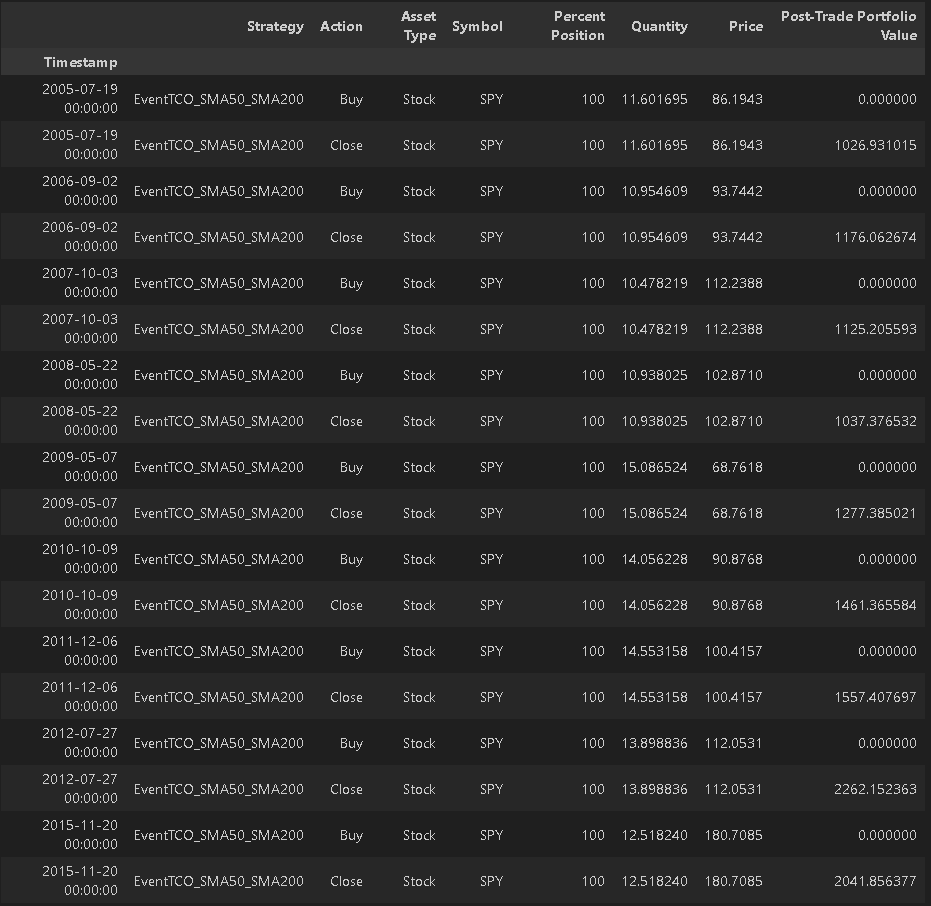 Strategy Action Asset Type Symbol Percent Position Quantity Price Post-Trade Portfolio Value
Timestamp
2005-07-19 00:00:00 EventTCO_SMA50_SMA200 Buy Stock SPY 100 11.601695 86.1943 0.000000
2005-07-19 00:00:00 EventTCO_SMA50_SMA200 Close Stock SPY 100 11.601695 86.1943 1026.931015
2006-09-02 00:00:00 EventTCO_SMA50_SMA200 Buy Stock SPY 100 10.954609 93.7442 0.000000
2006-09-02 00:00:00 EventTCO_SMA50_SMA200 Close Stock SPY 100 10.954609 93.7442 1176.062674
2007-10-03 00:00:00 EventTCO_SMA50_SMA200 Buy Stock SPY 100 10.478219 112.2388 0.000000
2007-10-03 00:00:00 EventTCO_SMA50_SMA200 Close Stock SPY 100 10.478219 112.2388 1125.205593
2008-05-22 00:00:00 EventTCO_SMA50_SMA200 Buy Stock SPY 100 10.938025 102.8710 0.000000
2008-05-22 00:00:00 EventTCO_SMA50_SMA200 Close Stock SPY 100 10.938025 102.8710 1037.376532
2009-05-07 00:00:00 EventTCO_SMA50_SMA200 Buy Stock SPY 100 15.086524 68.7618 0.000000
2009-05-07 00:00:00 EventTCO_SMA50_SMA200 Close Stock SPY 100 15.086524 68.7618 1277.385021
2010-10-09 00:00:00 EventTCO_SMA50_SMA200 Buy Stock SPY 100 14.056228 90.8768 0.000000
2010-10-09 00:00:00 EventTCO_SMA50_SMA200 Close Stock SPY 100 14.056228 90.8768 1461.365584
2011-12-06 00:00:00 EventTCO_SMA50_SMA200 Buy Stock SPY 100 14.553158 100.4157 0.000000
2011-12-06 00:00:00 EventTCO_SMA50_SMA200 Close Stock SPY 100 14.553158 100.4157 1557.407697
2012-07-27 00:00:00 EventTCO_SMA50_SMA200 Buy Stock SPY 100 13.898836 112.0531 0.000000
2012-07-27 00:00:00 EventTCO_SMA50_SMA200 Close Stock SPY 100 13.898836 112.0531 2262.152363
2015-11-20 00:00:00 EventTCO_SMA50_SMA200 Buy Stock SPY 100 12.518240 180.7085 0.000000
2015-11-20 00:00:00 EventTCO_SMA50_SMA200 Close Stock SPY 100 12.518240 180.7085 2041.856377